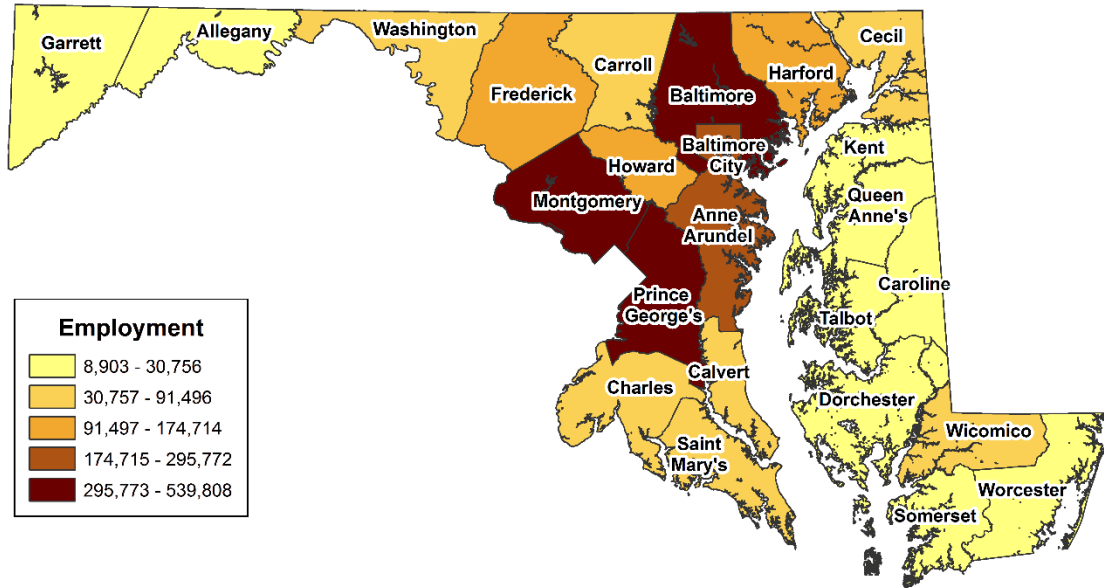 Garrett
Allegany
Washington
Frederick
Carroll
Baltimore
Harford
Cecil
Baltimore
City
Howard
Montgomery
Anne
Arundel
Prince
George's
Kent
Queen
Anne's
Caroline
Talbot
Calvert
Charles
Saint
Mary's
Dorchester
Wicomico
Worcester
Somerset
Employment
8,903 - 30,756
30,757 - 91,496
91,497 - 174,714
174,715 - 295,772
295,773 - 539,808